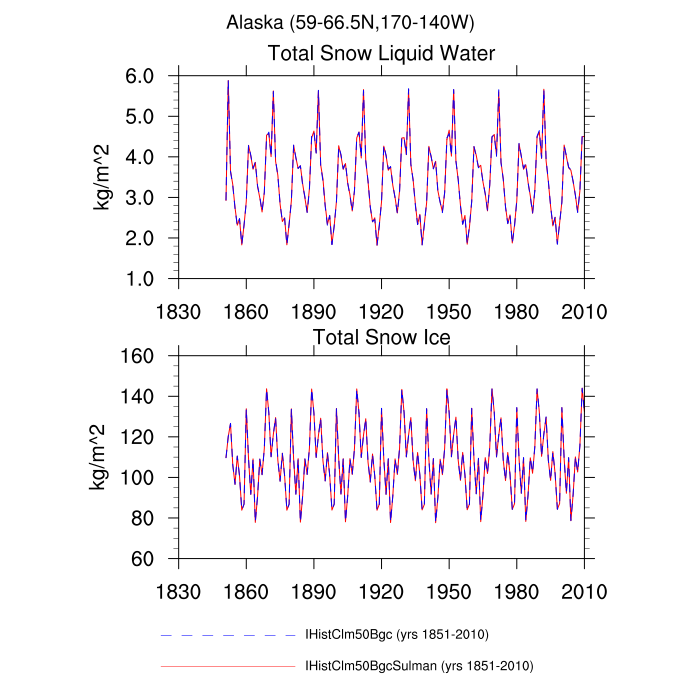 Alaska (59-66.5N,170-140W)
Total Snow Liquid Water
6.0
5.0
4.0
3.0
2.0
1.0
kg/m^2
1830 1860 1890 1920 1950 1980 2010
Total Snow Ice
160
140
120
100
80
60
kg/m^2
1830 1860 1890 1920 1950 1980 2010
IHistClm50Bgc (yrs 1851-2010)
IHistClm50BgcSulman (yrs 1851-2010)